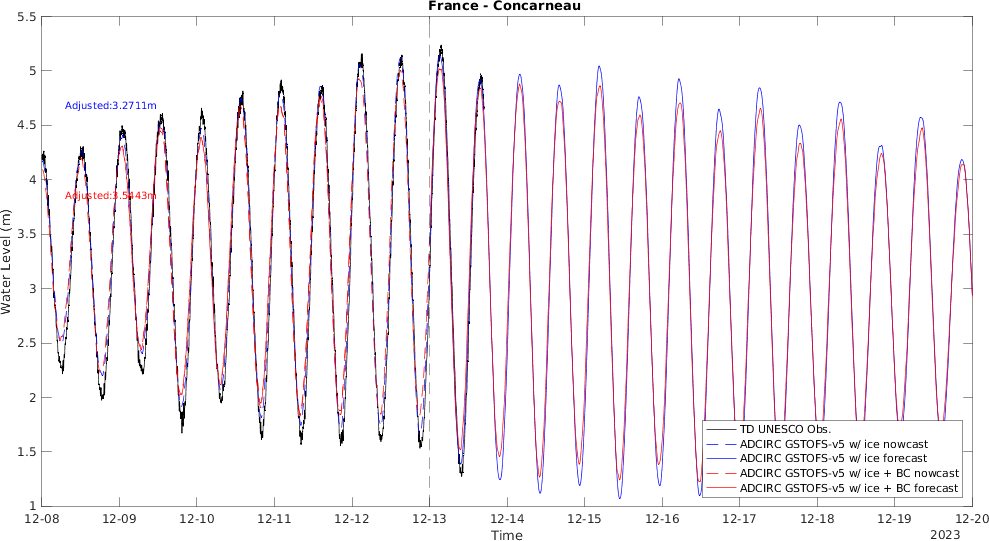 France - Concarneau
5.5
5
4.5
4
3.5
3
2.5
2
1.5
1
Water Level (m)
Adjusted:3.2711m
Adjusted:3.5443m
TD UNESCO Obs.
ADCIRC GSTOFS-v5 w/ ice nowcast
ADCIRC GSTOFS-v5 w/ ice forecast
ADCIRC GSTOFS-v5 w/ ice + BC nowcast
ADCIRC GSTOFS-v5 w/ ice + BC forecast
12-08 12-09 12-10 12-11 12-12 12-13 12-14 12-15 12-16 12-17 12-18 12-19 12-20
Time
2023